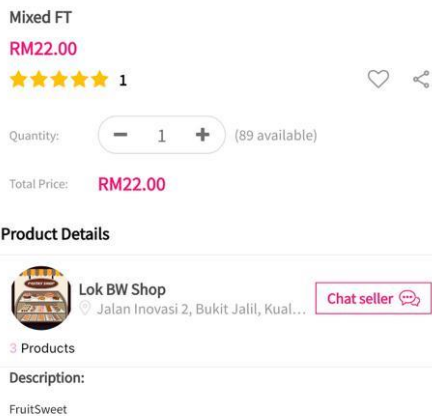 Mixed FT
RM22.00
1
Quantity: − 1 + (89 available)
Total Price: RM22.00
Product Details
Lok BW Shop
Jalan Inovasi 2, Bukit Jalil, Kual...
Chat seller
3 Products
Description:
FruitSweet